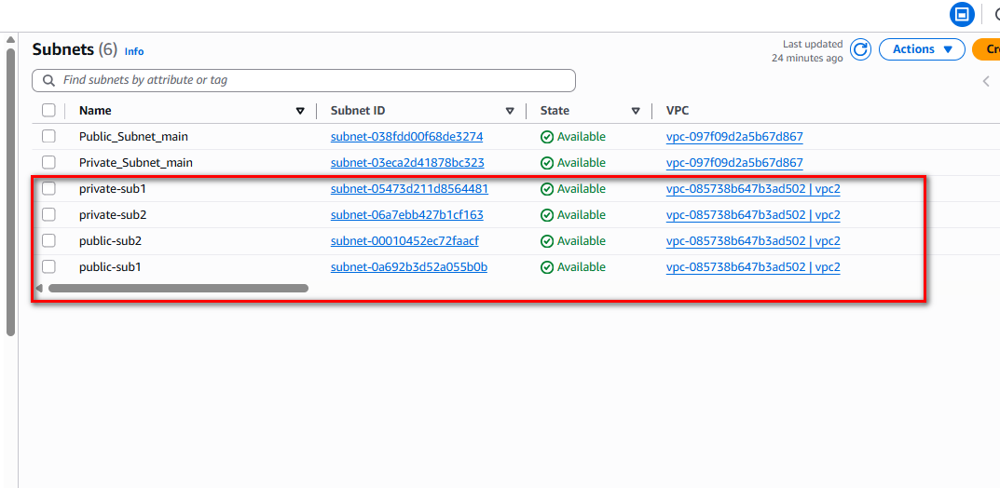 Subnets (6) Info
Last updated
24 minutes ago
Actions
Cr
Find subnets by attribute or tag
Name Subnet ID State VPC
Public_Subnet_main subnet-038fdd00f68de3274 Available vpc-097f09d2a5b67d867
Private_Subnet_main subnet-03eca2d41878bc323 Available vpc-097f09d2a5b67d867
private-sub1 subnet-05473d211d8564481 Available vpc-085738b647b3ad502 | vpc2
private-sub2 subnet-06a7ebb427b1cf163 Available vpc-085738b647b3ad502 | vpc2
public-sub2 subnet-00010452ec72faacf Available vpc-085738b647b3ad502 | vpc2
public-sub1 subnet-0a692b3d52a055b0b Available vpc-085738b647b3ad502 | vpc2